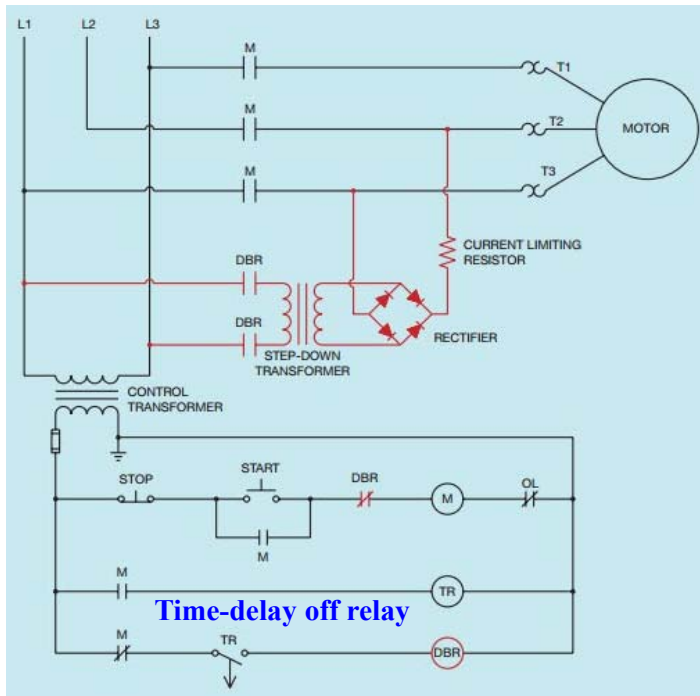 L1 L2 L3
M
T1
M
T2
MOTOR
M
T3
CURRENT LIMITING
RESISTOR
DBR
DBR
RECTIFIER
STEP-DOWN
TRANSFORMER
CONTROL
TRANSFORMER
STOP START DBR M OL
M
M TR
Time-delay off relay
M TR DBR